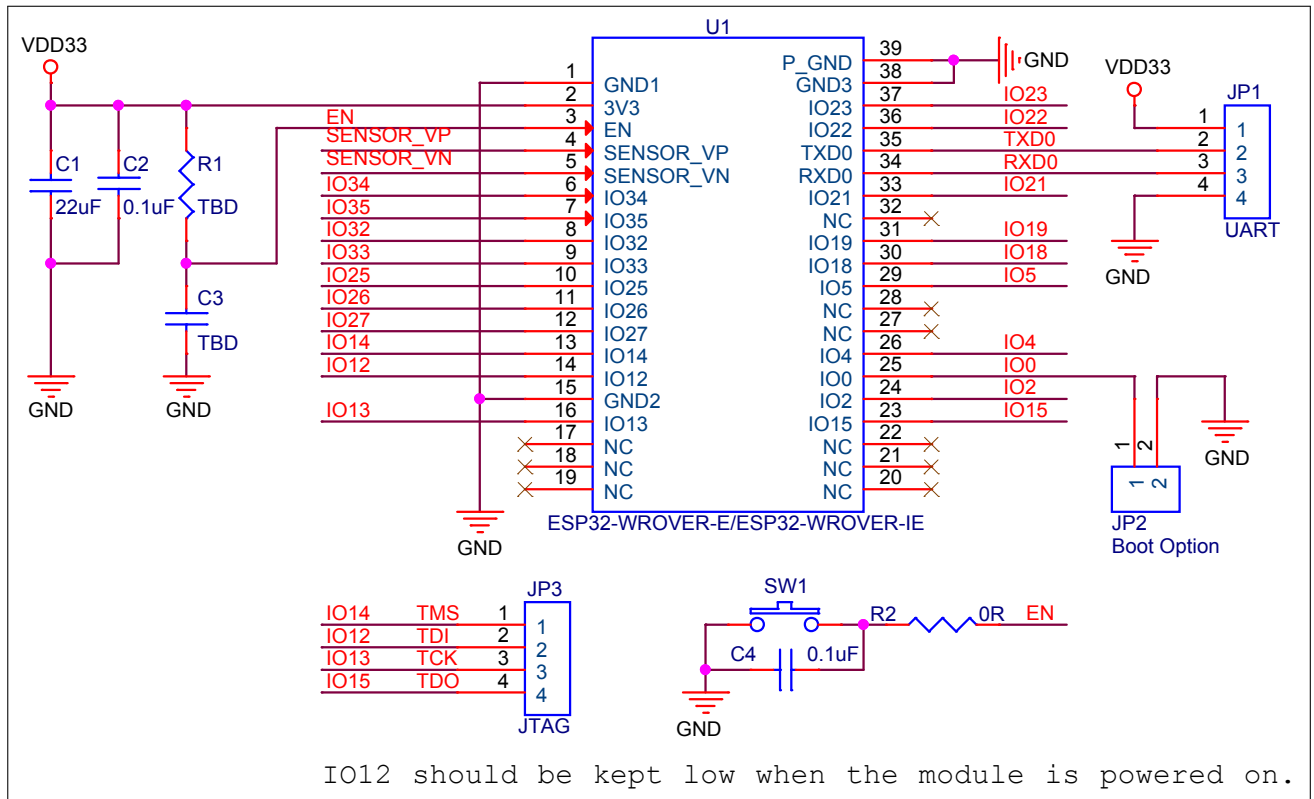 U1
VDD33
C1
22uF
C2
0.1uF
R1
TBD
C3
TBD
GND
GND
EN
SENSOR_VP
SENSOR_VN
IO34
IO35
IO32
IO33
IO25
IO26
IO27
IO14
IO12
IO13
1 GND1
2 3V3
3 EN
4 SENSOR_VP
5 SENSOR_VN
6 IO34
7 IO35
8 IO32
9 IO33
10 IO25
11 IO26
12 IO27
13 IO14
14 IO12
15 GND2
16 IO13
17 NC
18 NC
19 NC
GND
P_GND 39
GND3 38
IO23 37
IO22 36
TXD0 35
RXD0 34
IO21 33
NC 32
IO19 31
IO18 30
IO5 29
NC 28
NC 27
IO4 26
IO0 25
IO2 24
IO15 23
NC 22
NC 21
NC 20
ESP32-WROVER-E/ESP32-WROVER-IE
GND
IO23
IO22
TXD0
RXD0
IO21
IO19
IO18
IO5
IO4
IO0
IO2
IO15
VDD33
JP1
1 1
2 2
3 3
4 4
UART
GND
GND
1 2
1 2
JP2
Boot Option
JP3
IO14 TMS 1 1
IO12 TDI 2 2
IO13 TCK 3 3
IO15 TDO 4 4
JTAG
SW1
R2 0R EN
C4 0.1uF
GND
IO12 should be kept low when the module is powered on.